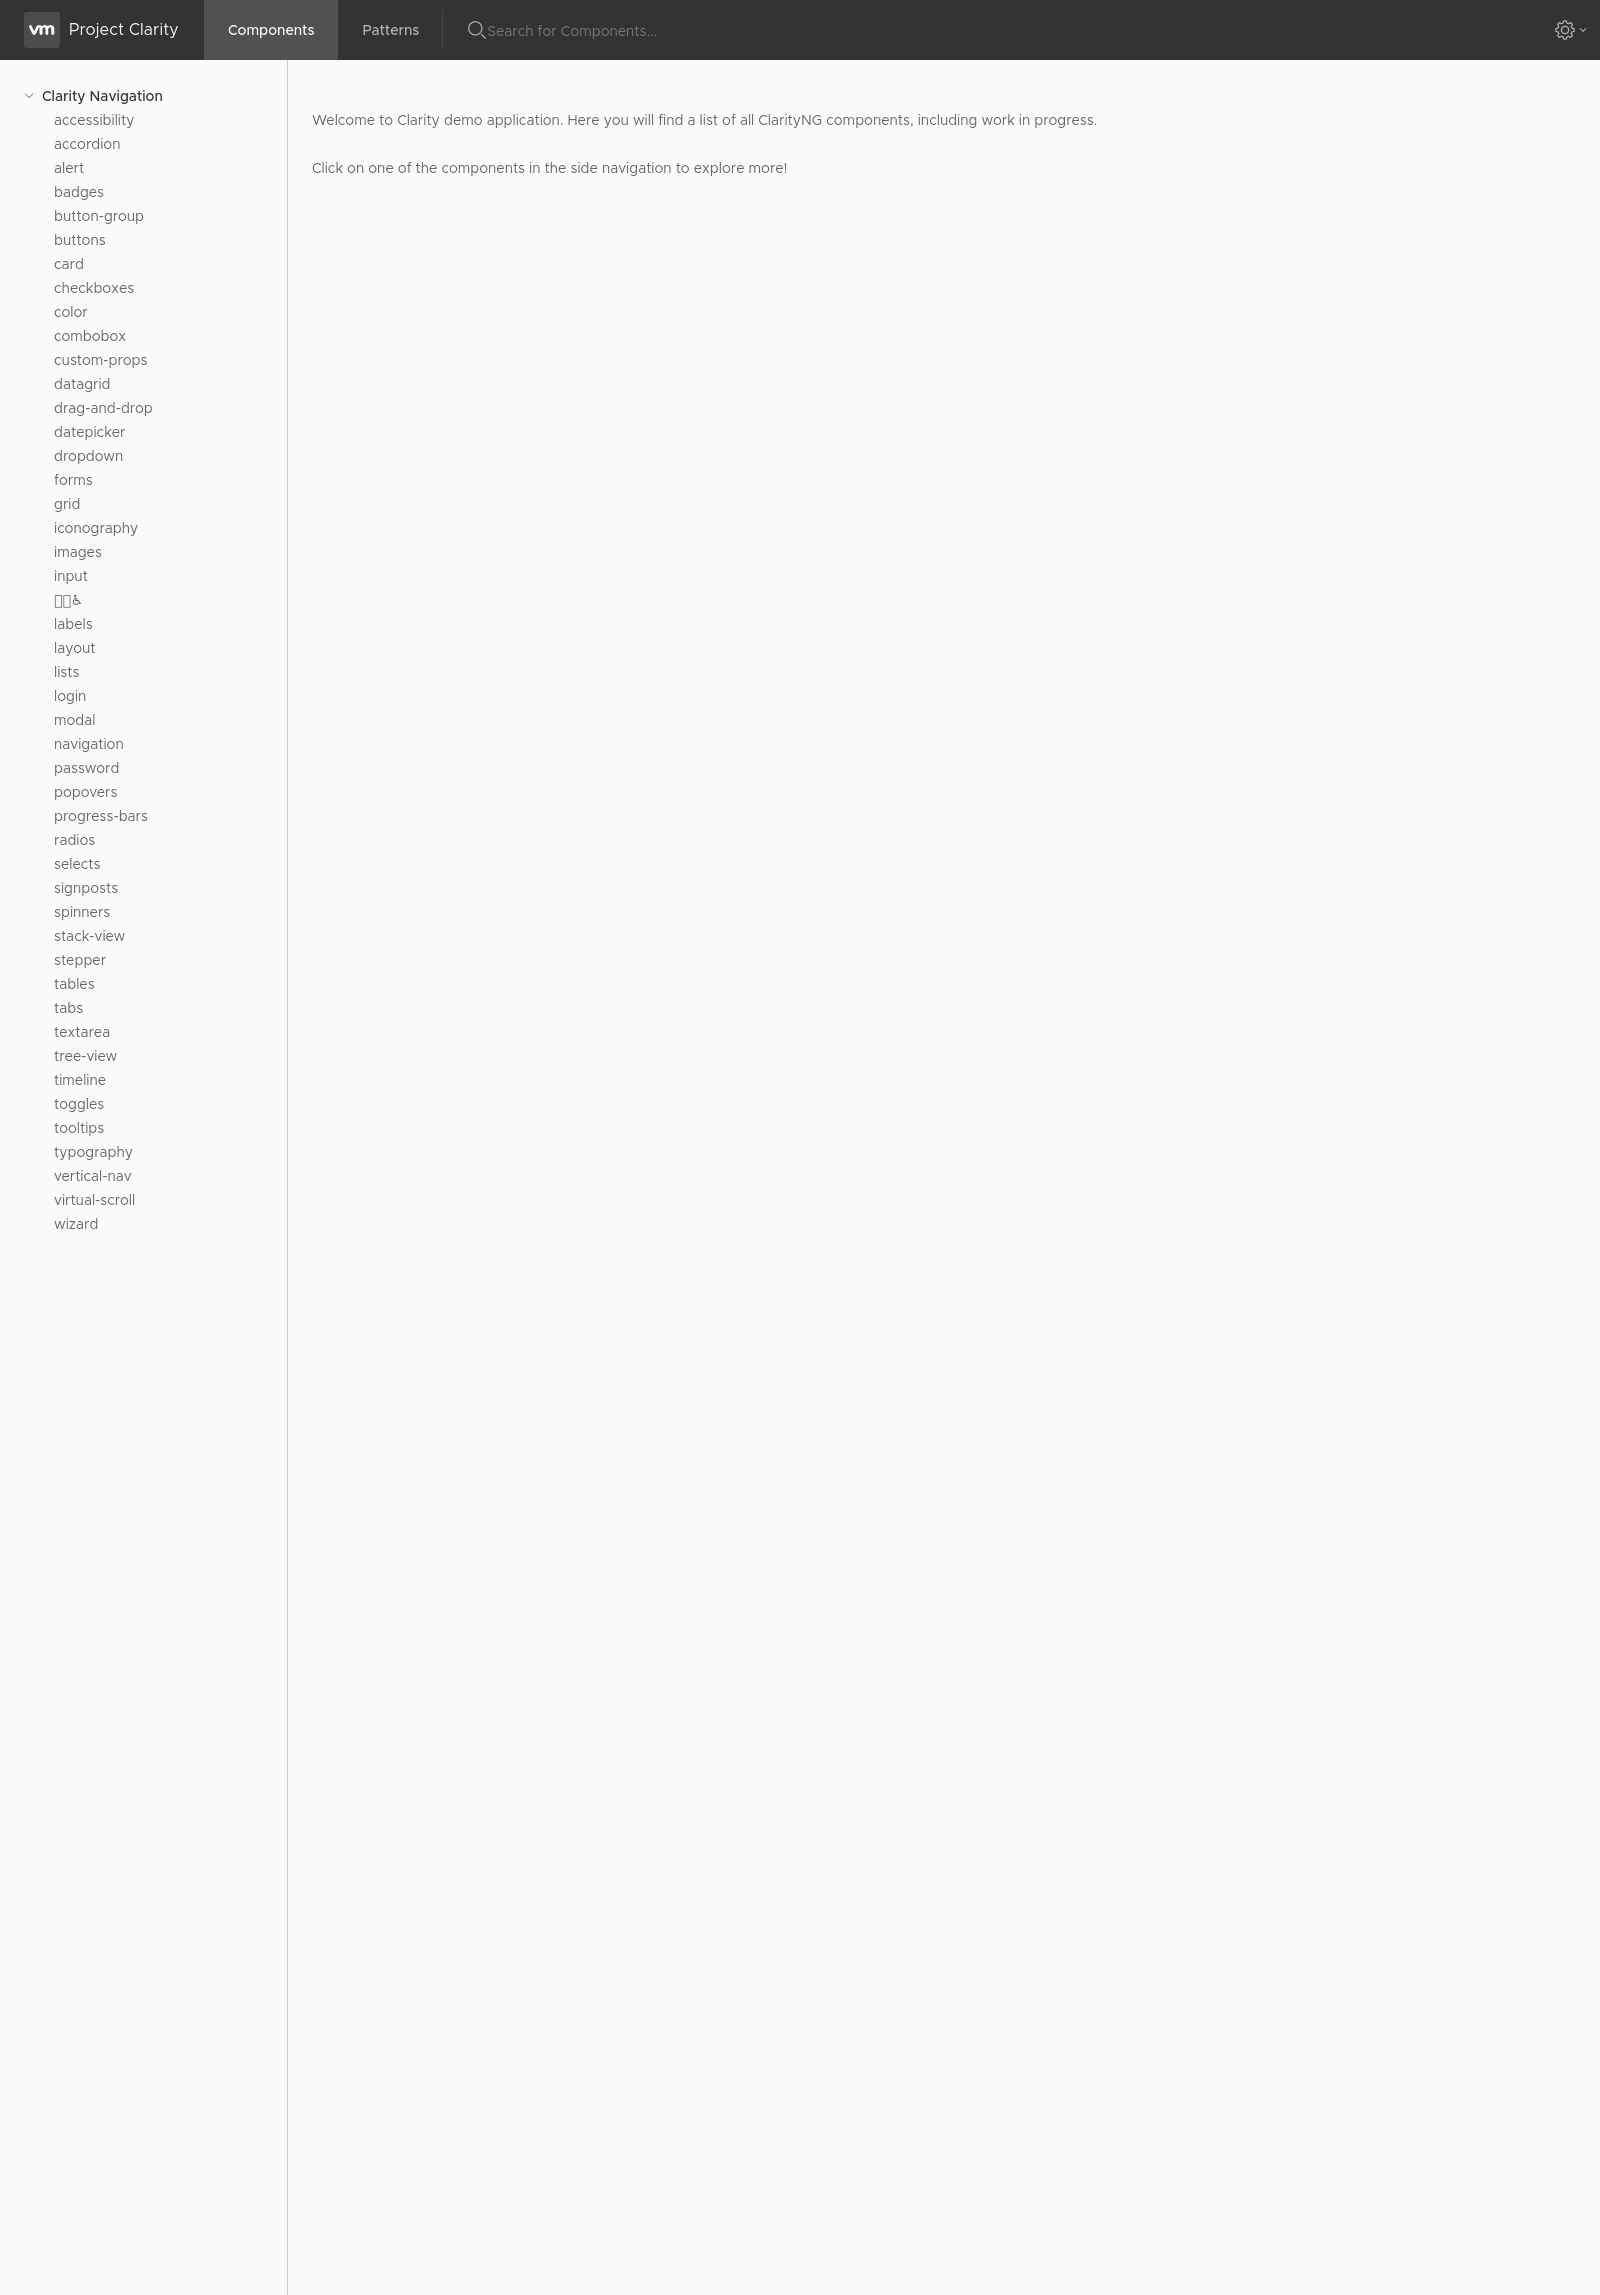 vm Project Clarity Components Patterns Search for Components...
Clarity Navigation
accessibility
accordion
alert
badges
button-group
buttons
card
checkboxes
color
combobox
custom-props
datagrid
drag-and-drop
datepicker
dropdown
forms
grid
iconography
images
input
♿
labels
layout
lists
login
modal
navigation
password
popovers
progress-bars
radios
selects
signposts
spinners
stack-view
stepper
tables
tabs
textarea
tree-view
timeline
toggles
tooltips
typography
vertical-nav
virtual-scroll
wizard
Welcome to Clarity demo application. Here you will find a list of all ClarityNG components, including work in progress.
Click on one of the components in the side navigation to explore more!